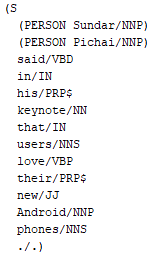 (S
(PERSON Sundar/NNP)
(PERSON Pichai/NNP)
said/VBD
in/IN
his/PRP$
keynote/NN
that/IN
users/NNS
love/VBP
their/PRP$
new/JJ
Android/NNP
phones/NNS
./.)